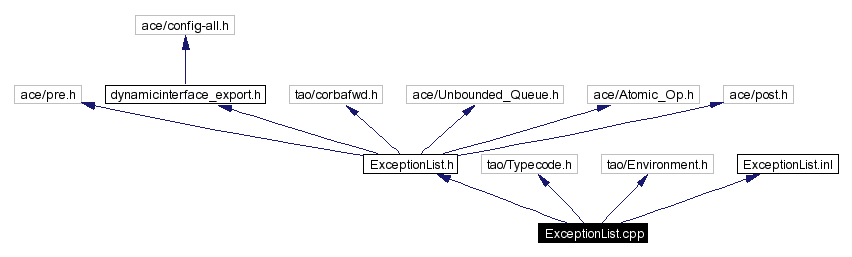 ace/config-all.h
ace/pre.h
dynamicinterface_export.h
tao/corbafwd.h
ace/Unbounded_Queue.h
ace/Atomic_Op.h
ace/post.h
ExceptionList.h
tao/Typecode.h
tao/Environment.h
ExceptionList.inl
ExceptionList.cpp